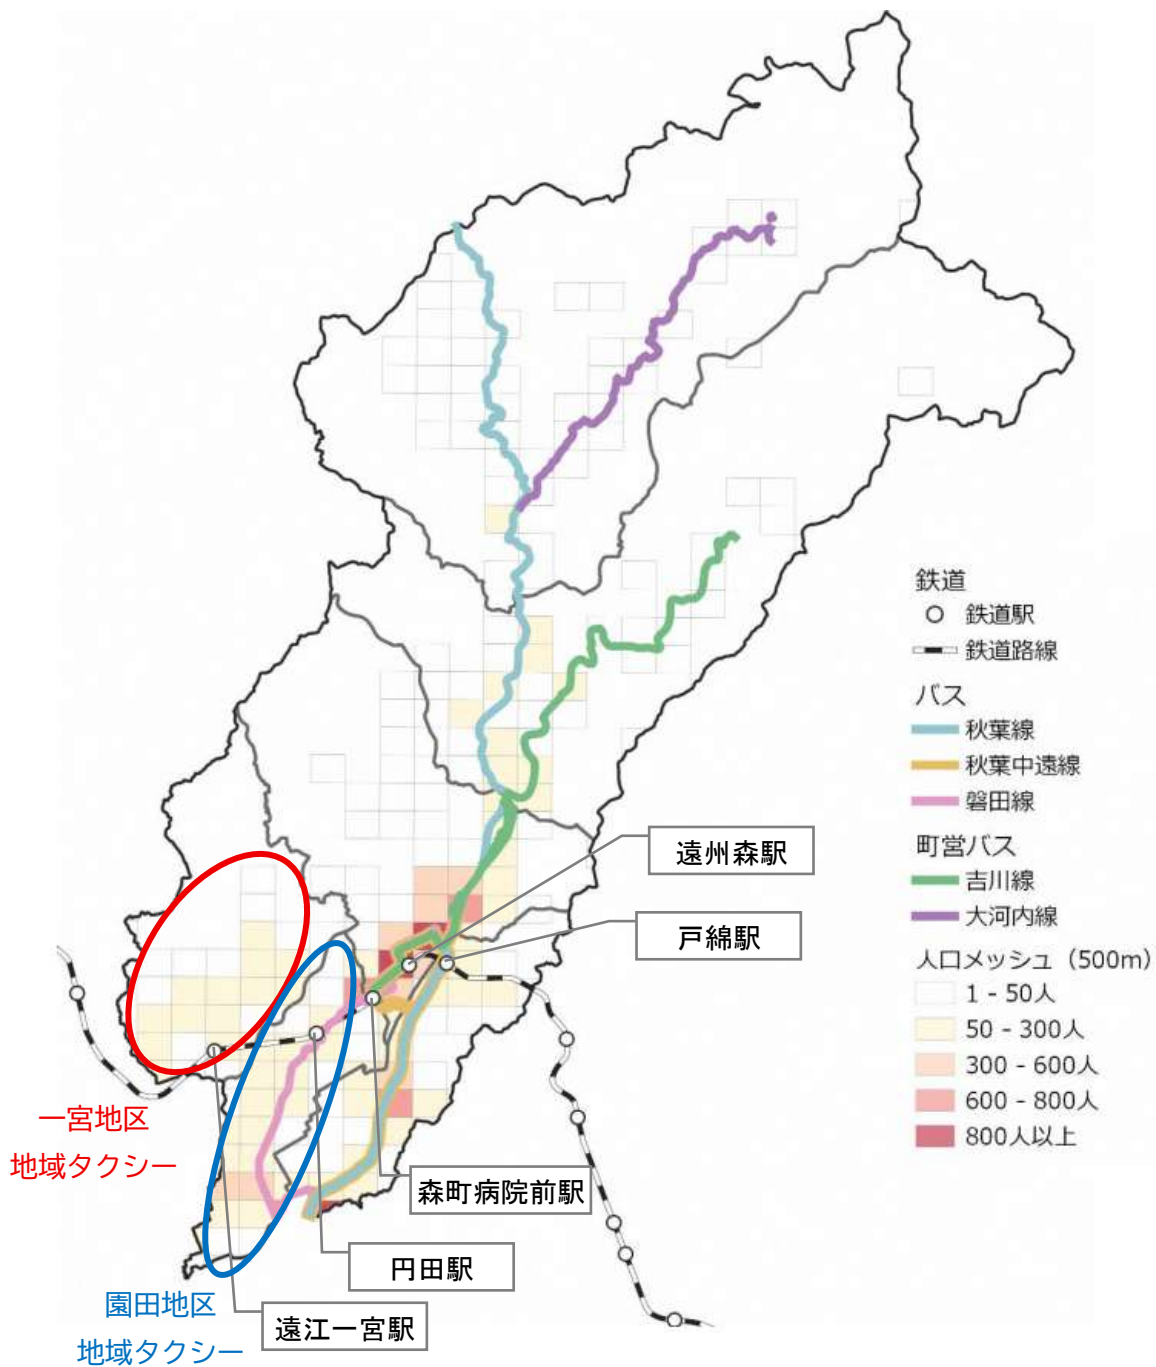 鉄道
鉄道駅
鉄道路線
バス
秋葉線
秋葉中遠線
磐田線
町営バス
吉川線
大河内線
人口メッシュ（500m）
1 - 50人
50 - 300人
300 - 600人
600 - 800人
800人以上
遠州森駅
戸綿駅
森町病院前駅
円田駅
遠江一宮駅
一宮地区
地域タクシー
園田地区
地域タクシー